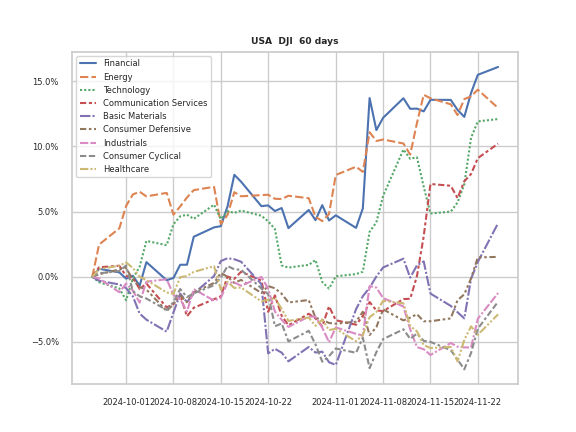 USA DJI 60 days
Financial
Energy
Technology
Communication Services
Basic Materials
Consumer Defensive
Industrials
Consumer Cyclical
Healthcare
15.0%
10.0%
5.0%
0.0%
−5.0%
2024-10-01 2024-10-08 2024-10-15 2024-10-22 2024-11-01 2024-11-08 2024-11-15 2024-11-22